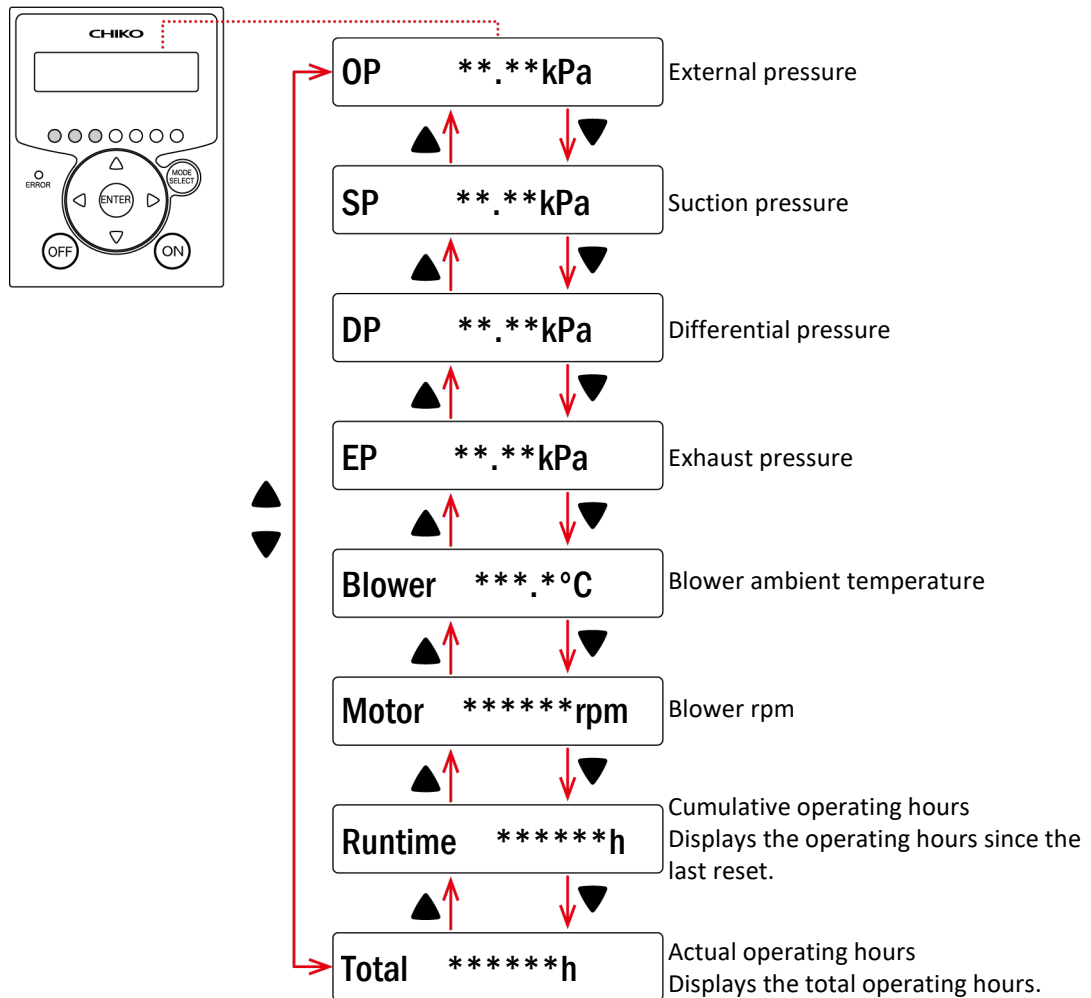 CHIKO
ERROR
MODE
SELECT
ENTER
OFF
ON
OP **.**kPa
External pressure
SP **.**kPa
Suction pressure
DP **.**kPa
Differential pressure
EP **.**kPa
Exhaust pressure
Blower ***.*°C
Blower ambient temperature
Motor ******rpm
Blower rpm
Runtime ******h
Cumulative operating hours
Displays the operating hours since the
last reset.
Total ******h
Actual operating hours
Displays the total operating hours.